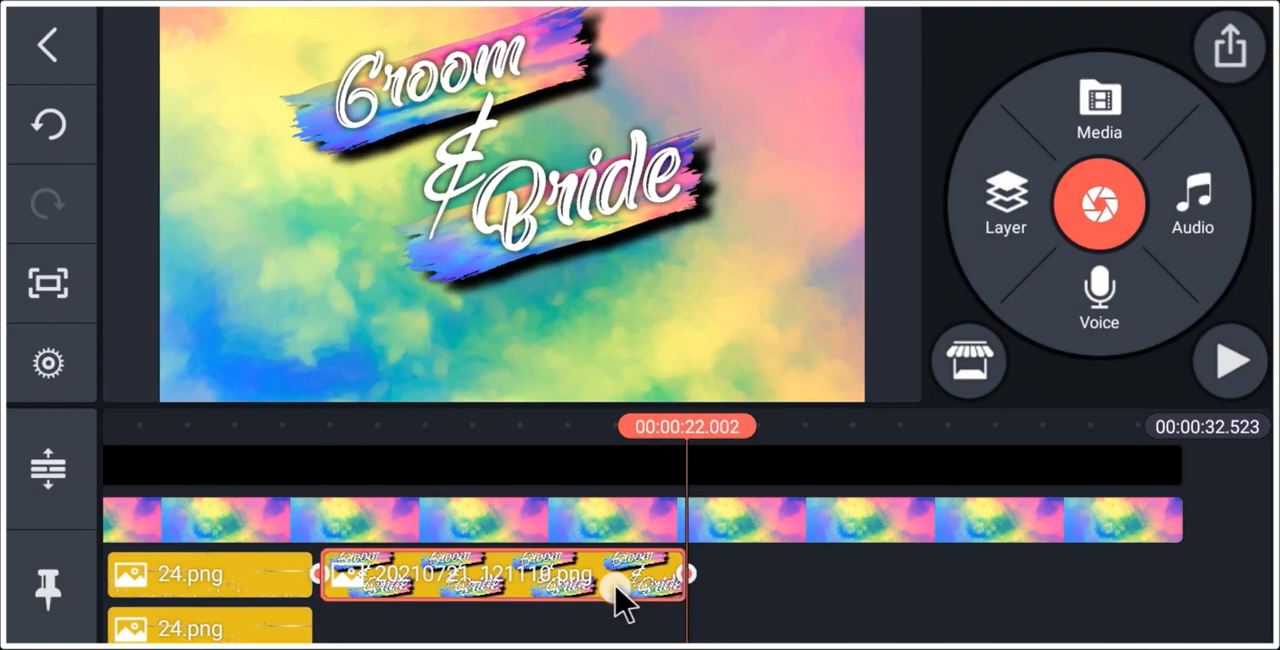 Groom
&
Bride
Media
Layer
Audio
Voice
00:00:22.002
00:00:32.523
24.png
20210721_121110.png
24.png